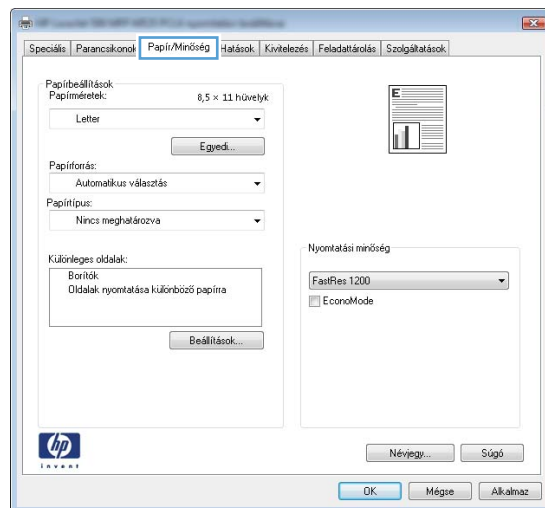 Speciális Parancsikonok Papír/Minőség Hatások Kivitelezés Feladattárolás Szolgáltatások
Papírbeállítások
Papírméretek: 8,5 × 11 hüvelyk
Letter
Egyedi...
Papírforrás:
Automatikus választás
Papírtípus:
Nincs meghatározva
Különleges oldalak:
Borítók
Oldalak nyomtatása különböző papírra
Beállítások...
E
Nyomtatási minőség
FastRes 1200
EconoMode
hp
invent
Névjegy... Súgó
OK Mégse Alkalmaz